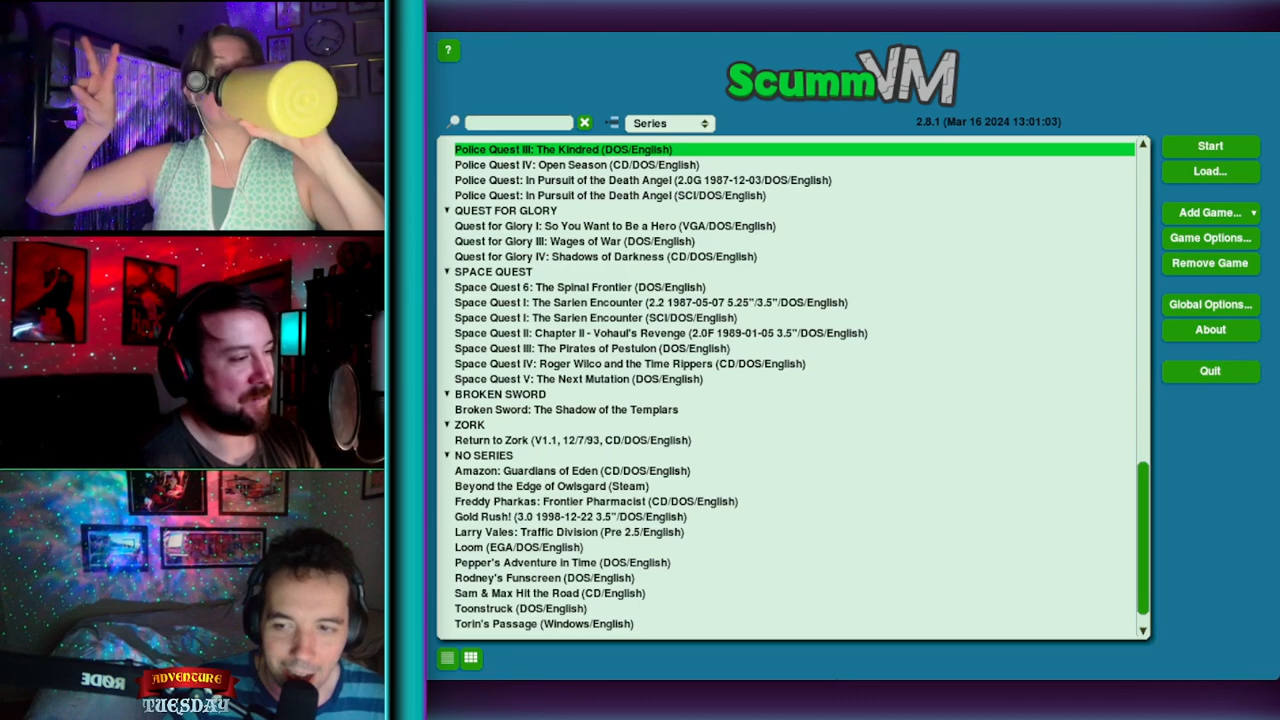 ?
ScummVM
Series
2.8.1 (Mar 16 2024 13:01:03)
Police Quest III: The Kindred (DOS/English)
Police Quest IV: Open Season (CD/DOS/English)
Police Quest: In Pursuit of the Death Angel (2.0G 1987-12-03/DOS/English)
Police Quest: In Pursuit of the Death Angel (SCI/DOS/English)
QUEST FOR GLORY
Quest for Glory I: So You Want to Be a Hero (VGA/DOS/English)
Quest for Glory III: Wages of War (DOS/English)
Quest for Glory IV: Shadows of Darkness (CD/DOS/English)
SPACE QUEST
Space Quest 6: The Spinal Frontier (DOS/English)
Space Quest I: The Sarien Encounter (2.2 1987-05-07 5.25"/3.5"/DOS/English)
Space Quest I: The Sarien Encounter (SCI/DOS/English)
Space Quest II: Chapter II - Vohaul's Revenge (2.0F 1989-01-05 3.5"/DOS/English)
Space Quest III: The Pirates of Pestulon (DOS/English)
Space Quest IV: Roger Wilco and the Time Rippers (CD/DOS/English)
Space Quest V: The Next Mutation (DOS/English)
BROKEN SWORD
Broken Sword: The Shadow of the Templars
ZORK
Return to Zork (V1.1, 12/7/93, CD/DOS/English)
NO SERIES
Amazon: Guardians of Eden (CD/DOS/English)
Beyond the Edge of Owlsgard (Steam)
Freddy Pharkas: Frontier Pharmacist (CD/DOS/English)
Gold Rush! (3.0 1998-12-22 3.5"/DOS/English)
Larry Vales: Traffic Division (Pre 2.5/English)
Loom (EGA/DOS/English)
Pepper's Adventure in Time (DOS/English)
Rodney's Funscreen (DOS/English)
Sam & Max Hit the Road (CD/English)
Toonstruck (DOS/English)
Torin's Passage (Windows/English)
Start
Load...
Add Game...
Game Options...
Remove Game
Global Options...
About
Quit
RØDE
ADVENTURE
TUESDAY